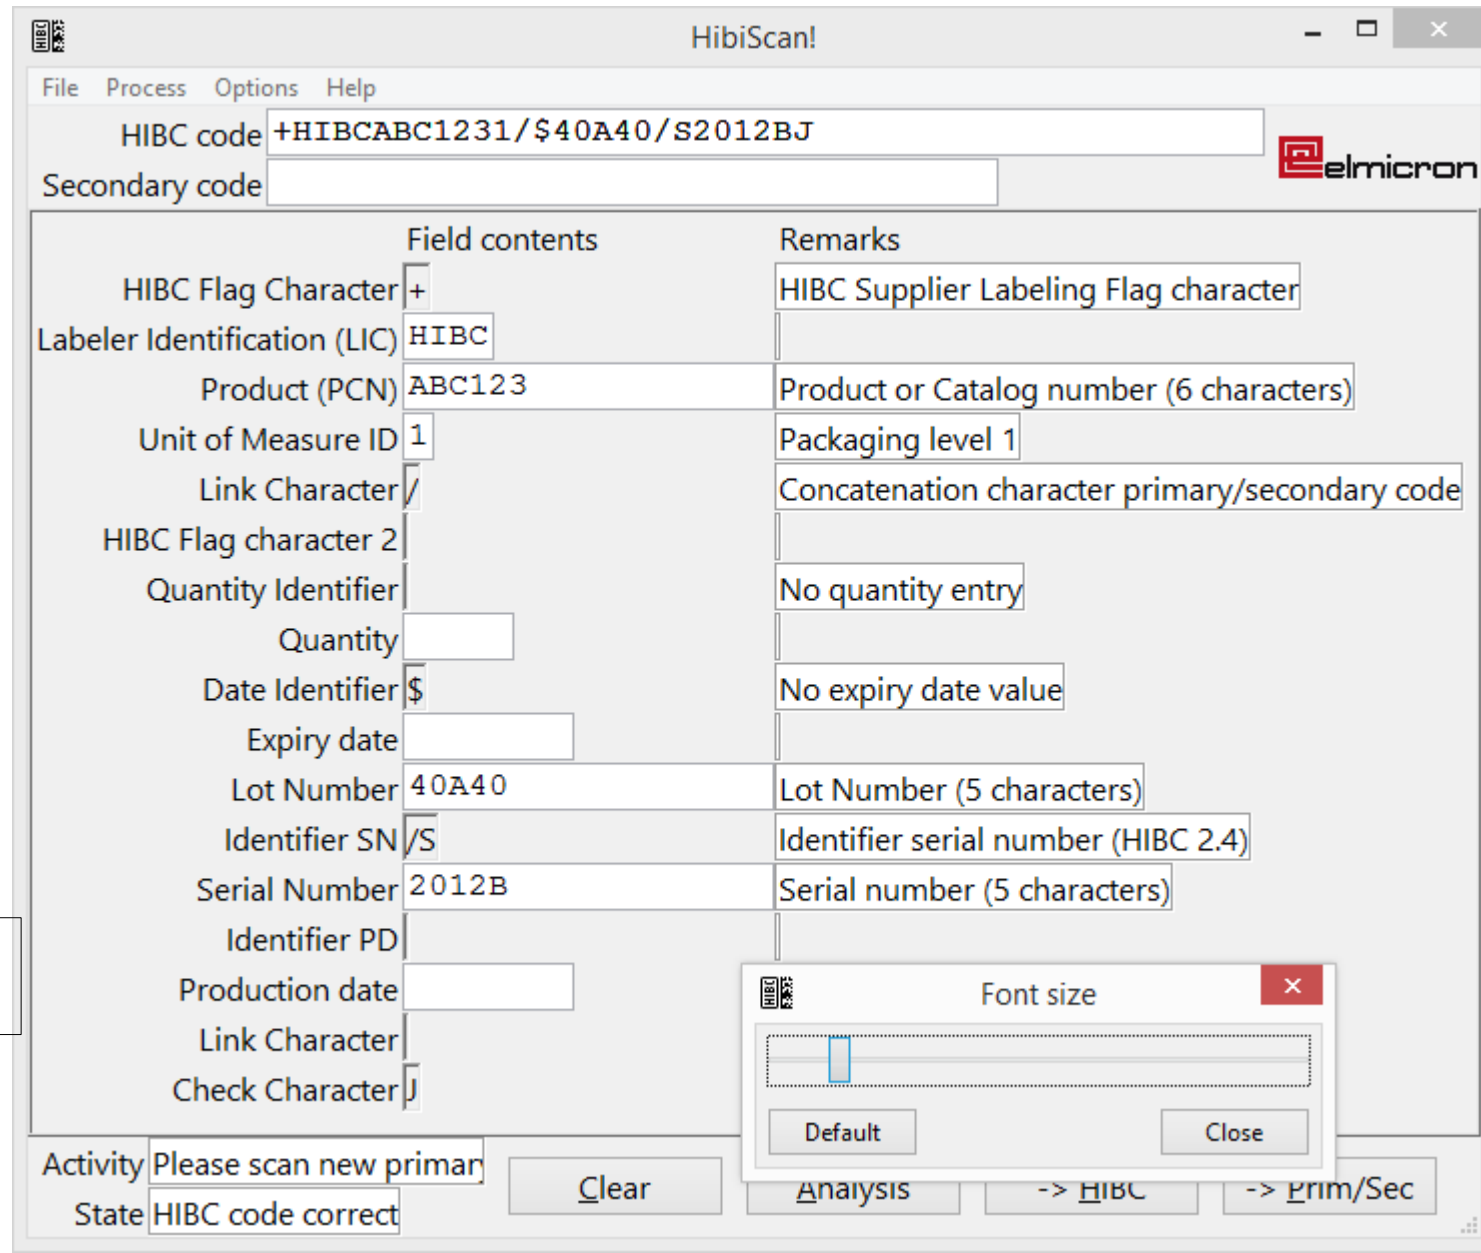 HibiScan!
File Process Options Help
HIBC code +HIBCABC1231/$40A40/S2012BJ
elmicron
Secondary code
Field contents Remarks
HIBC Flag Character + HIBC Supplier Labeling Flag character
Labeler Identification (LIC) HIBC
Product (PCN) ABC123 Product or Catalog number (6 characters)
Unit of Measure ID 1 Packaging level 1
Link Character / Concatenation character primary/secondary code
HIBC Flag character 2
Quantity Identifier No quantity entry
Quantity
Date Identifier $ No expiry date value
Expiry date
Lot Number 40A40 Lot Number (5 characters)
Identifier SN /S Identifier serial number (HIBC 2.4)
Serial Number 2012B Serial number (5 characters)
Identifier PD
Production date
Link Character
Check Character J
Font size
Default Close
Activity Please scan new primary
Clear Analysis -> HIBC -> Prim/Sec
State HIBC code correct